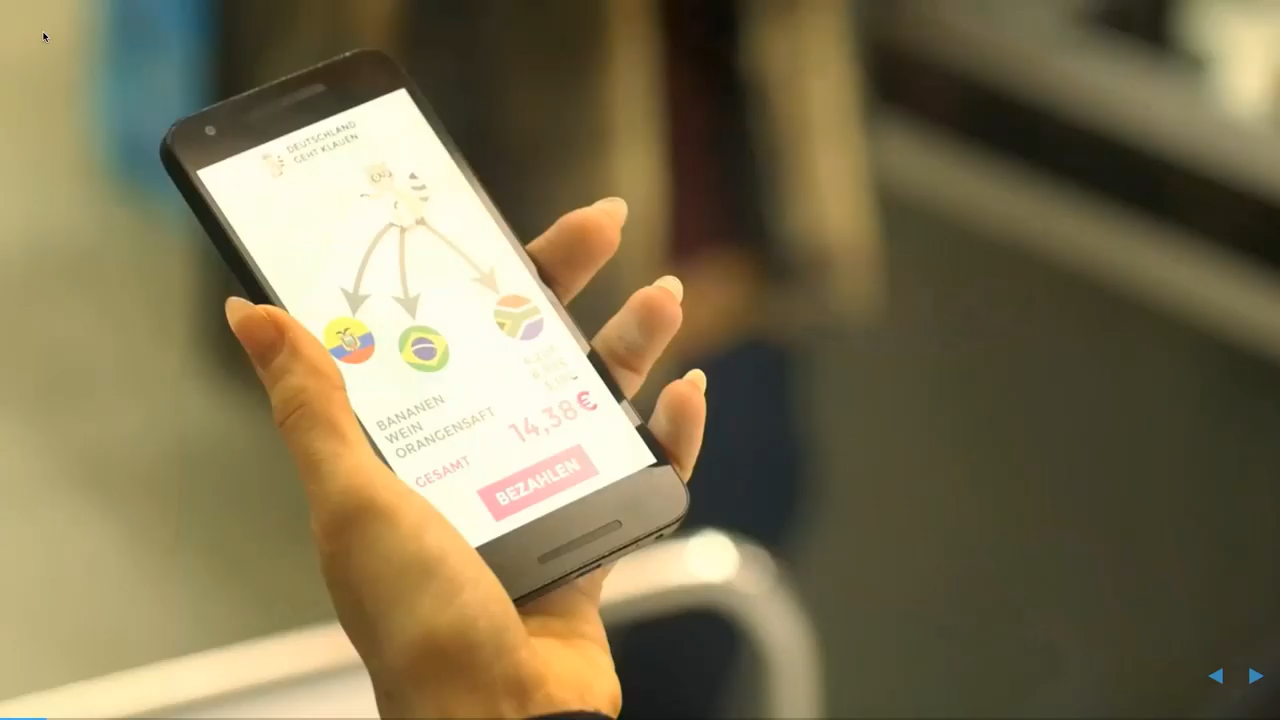 DEUTSCHLAND
GEHT KLAUEN
BANANEN
WEIN
ORANGENSAFT
GESAMT
14,38€
BEZAHLEN